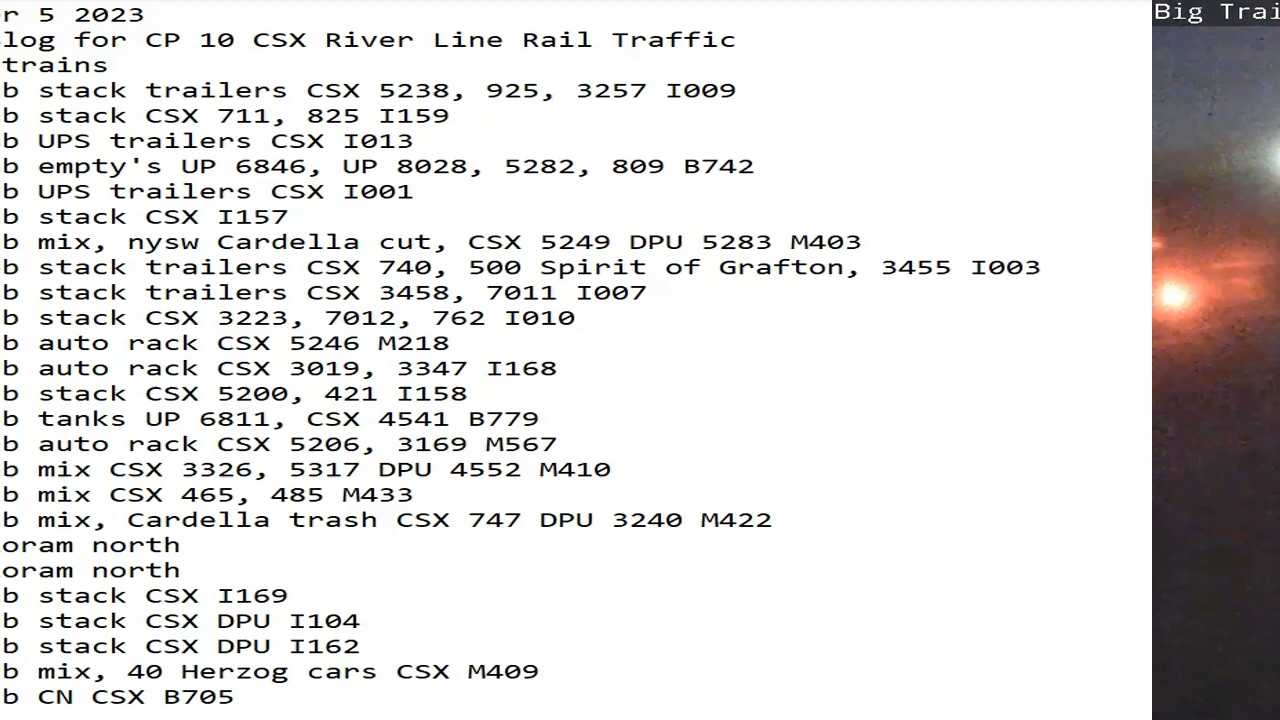 r 5 2023
log for CP 10 CSX River Line Rail Traffic
trains
b stack trailers CSX 5238, 925, 3257 I009
b stack CSX 711, 825 I159
b UPS trailers CSX I013
b empty's UP 6846, UP 8028, 5282, 809 B742
b UPS trailers CSX I001
b stack CSX I157
b mix, nysw Cardella cut, CSX 5249 DPU 5283 M403
b stack trailers CSX 740, 500 Spirit of Grafton, 3455 I003
b stack trailers CSX 3458, 7011 I007
b stack CSX 3223, 7012, 762 I010
b auto rack CSX 5246 M218
b auto rack CSX 3019, 3347 I168
b stack CSX 5200, 421 I158
b tanks UP 6811, CSX 4541 B779
b auto rack CSX 5206, 3169 M567
b mix CSX 3326, 5317 DPU 4552 M410
b mix CSX 465, 485 M433
b mix, Cardella trash CSX 747 DPU 3240 M422
oram north
oram north
b stack CSX I169
b stack CSX DPU I104
b stack CSX DPU I162
b mix, 40 Herzog cars CSX M409
b CN CSX B705
Big Trai